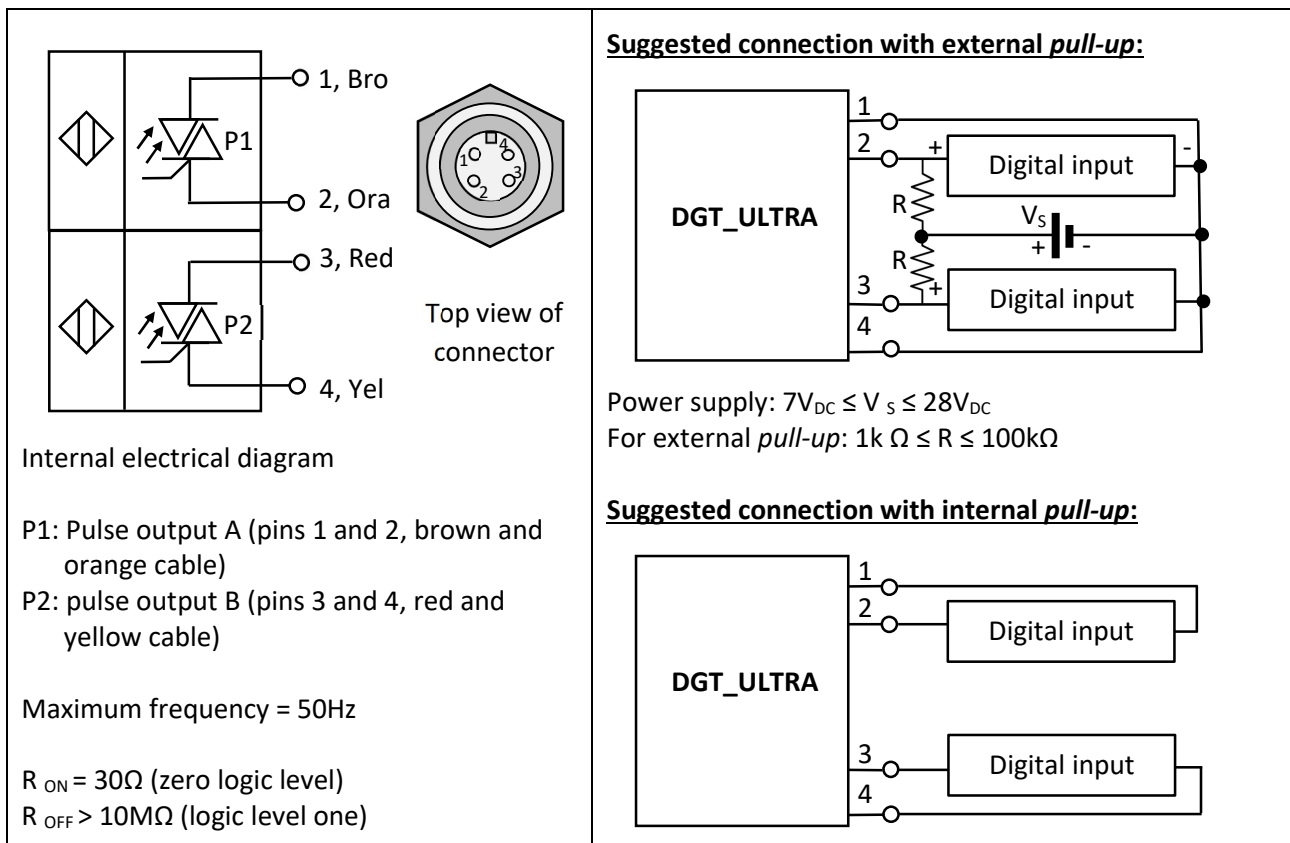 1, Bro
P1
2, Ora
3, Red
P2
4, Yel
1
4
2
3
Top view of
connector
Internal electrical diagram
P1: Pulse output A (pins 1 and 2, brown and
orange cable)
P2: pulse output B (pins 3 and 4, red and
yellow cable)
Maximum frequency = 50Hz
R ON = 30Ω (zero logic level)
R OFF > 10MΩ (logic level one)
Suggested connection with external pull-up:
1
2
+
Digital input
-
DGT_ULTRA
R
VS
+ -
R
3
+
Digital input
4
Power supply: 7VDC ≤ V S ≤ 28VDC
For external pull-up: 1k Ω ≤ R ≤ 100kΩ
Suggested connection with internal pull-up:
1
2
Digital input
DGT_ULTRA
3
Digital input
4